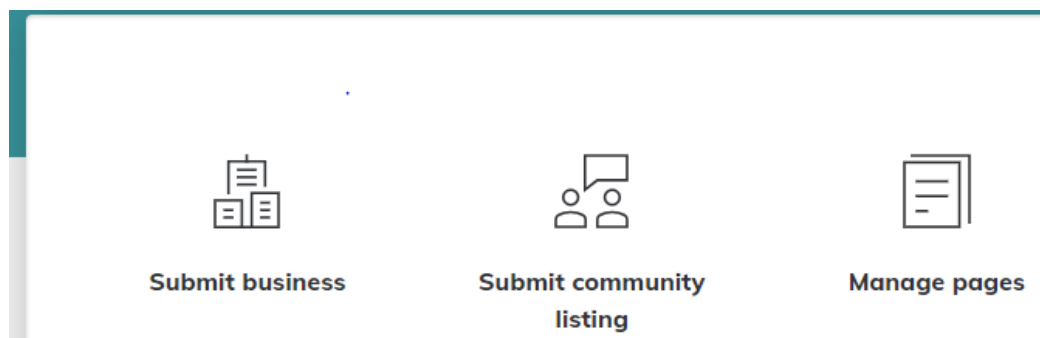 Submit business
Submit community
listing
Manage pages